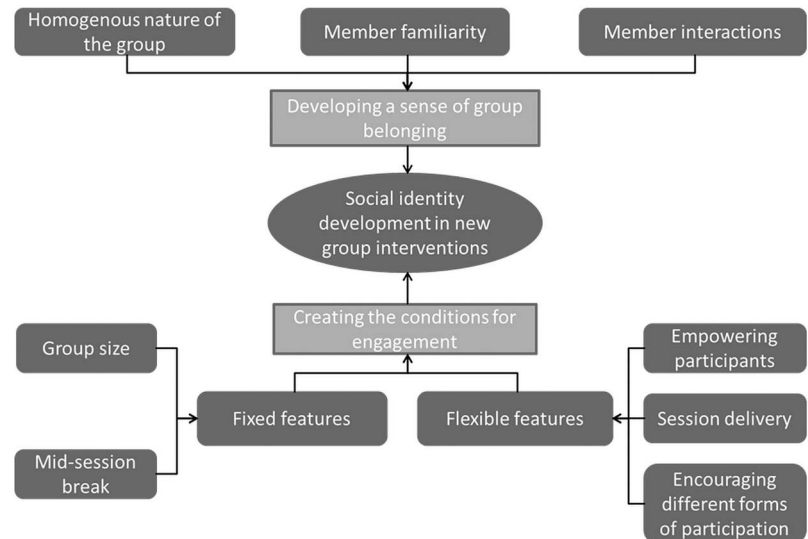 Homogenous nature of
the group
Member familiarity
Member interactions
Developing a sense of group
belonging
Social identity
development in new
group interventions
Creating the conditions for
engagement
Group size
Mid-session
break
Fixed features
Flexible features
Empowering
participants
Session delivery
Encouraging
different forms
of participation